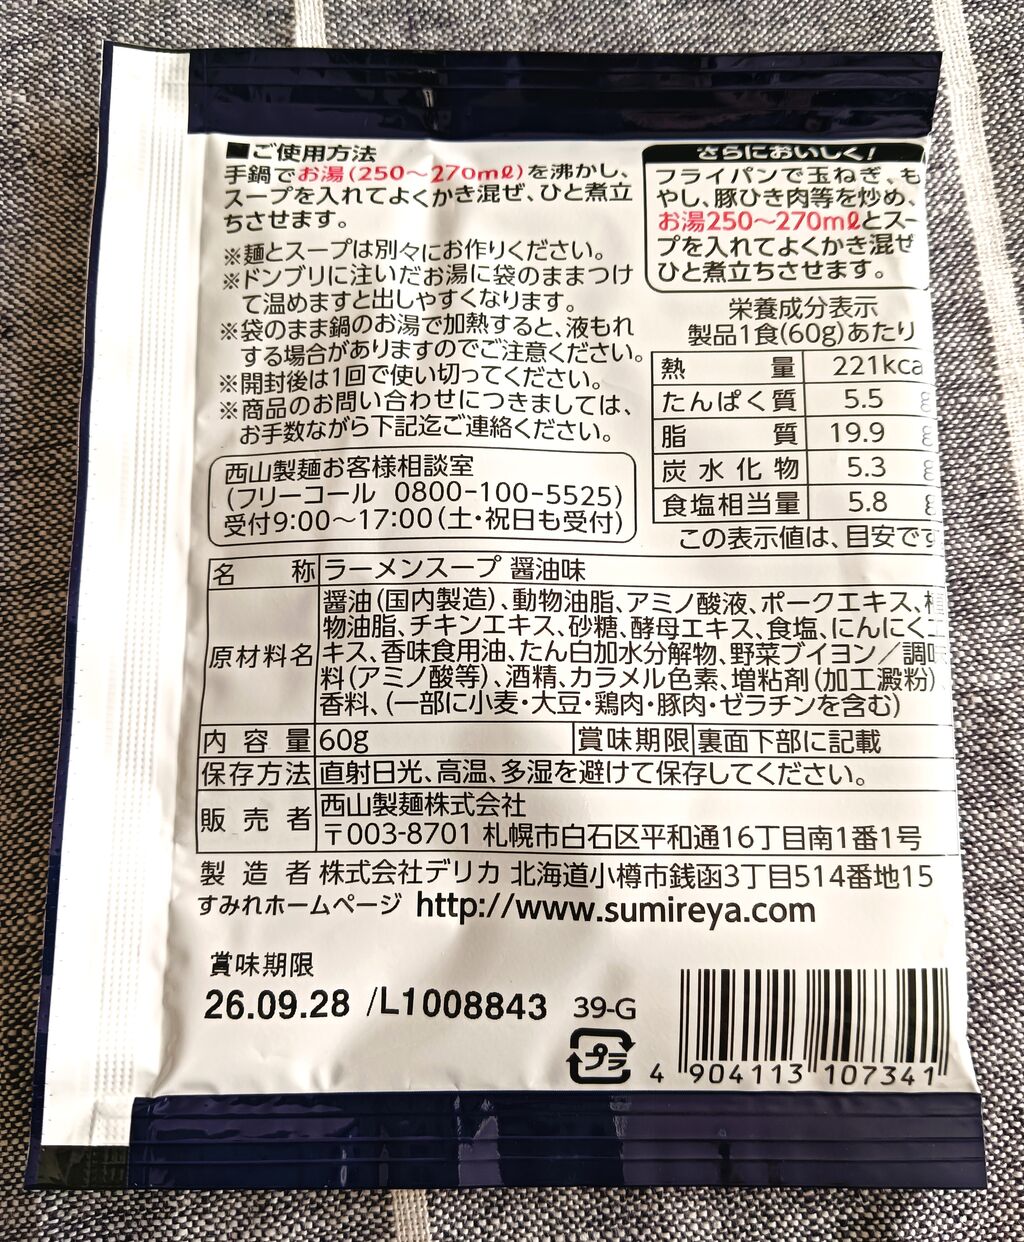 ■ご使用方法
手鍋でお湯(250〜270mℓ)を沸かし、
スープを入れてよくかき混ぜ、ひと煮立
ちさせます。
※麺とスープは別々にお作りください。
※ドンブリに注いだお湯に袋のままつけ
て温めますと出しやすくなります。
※袋のまま鍋のお湯で加熱すると、液もれ
する場合がありますのでご注意ください。
※開封後は1回で使い切ってください。
※商品のお問い合わせにつきましては、
お手数ながら下記迄ご連絡ください。
西山製麺お客様相談室
(フリーコール 0800-100-5525)
受付9:00〜17:00(土・祝日も受付)
さらにおいしく!
フライパンで玉ねぎ、も
やし、豚ひき肉等を炒め、
お湯250〜270mℓとスー
プを入れてよくかき混ぜ
ひと煮立ちさせます。
栄養成分表示
製品1食(60g)あたり
熱量 221kca
たんぱく質 5.5 g
脂質 19.9 g
炭水化物 5.3 g
食塩相当量 5.8 g
この表示値は、目安です
名称 ラーメンスープ 醤油味
原材料名 醤油(国内製造)、動物油脂、アミノ酸液、ポークエキス、植
物油脂、チキンエキス、砂糖、酵母エキス、食塩、にんにくエ
キス、香味食用油、たん白加水分解物、野菜ブイヨン/調味
料(アミノ酸等)、酒精、カラメル色素、増粘剤(加工澱粉)、
香料、(一部に小麦・大豆・鶏肉・豚肉・ゼラチンを含む)
内容量 60g 賞味期限 裏面下部に記載
保存方法 直射日光、高温、多湿を避けて保存してください。
販売者 西山製麺株式会社
〒003-8701 札幌市白石区平和通16丁目南1番1号
製造者 株式会社デリカ 北海道小樽市銭函3丁目514番地15
すみれホームページ http://www.sumireya.com
賞味期限
26.09.28 /L1008843 39-G
プラ
4 904113 107341